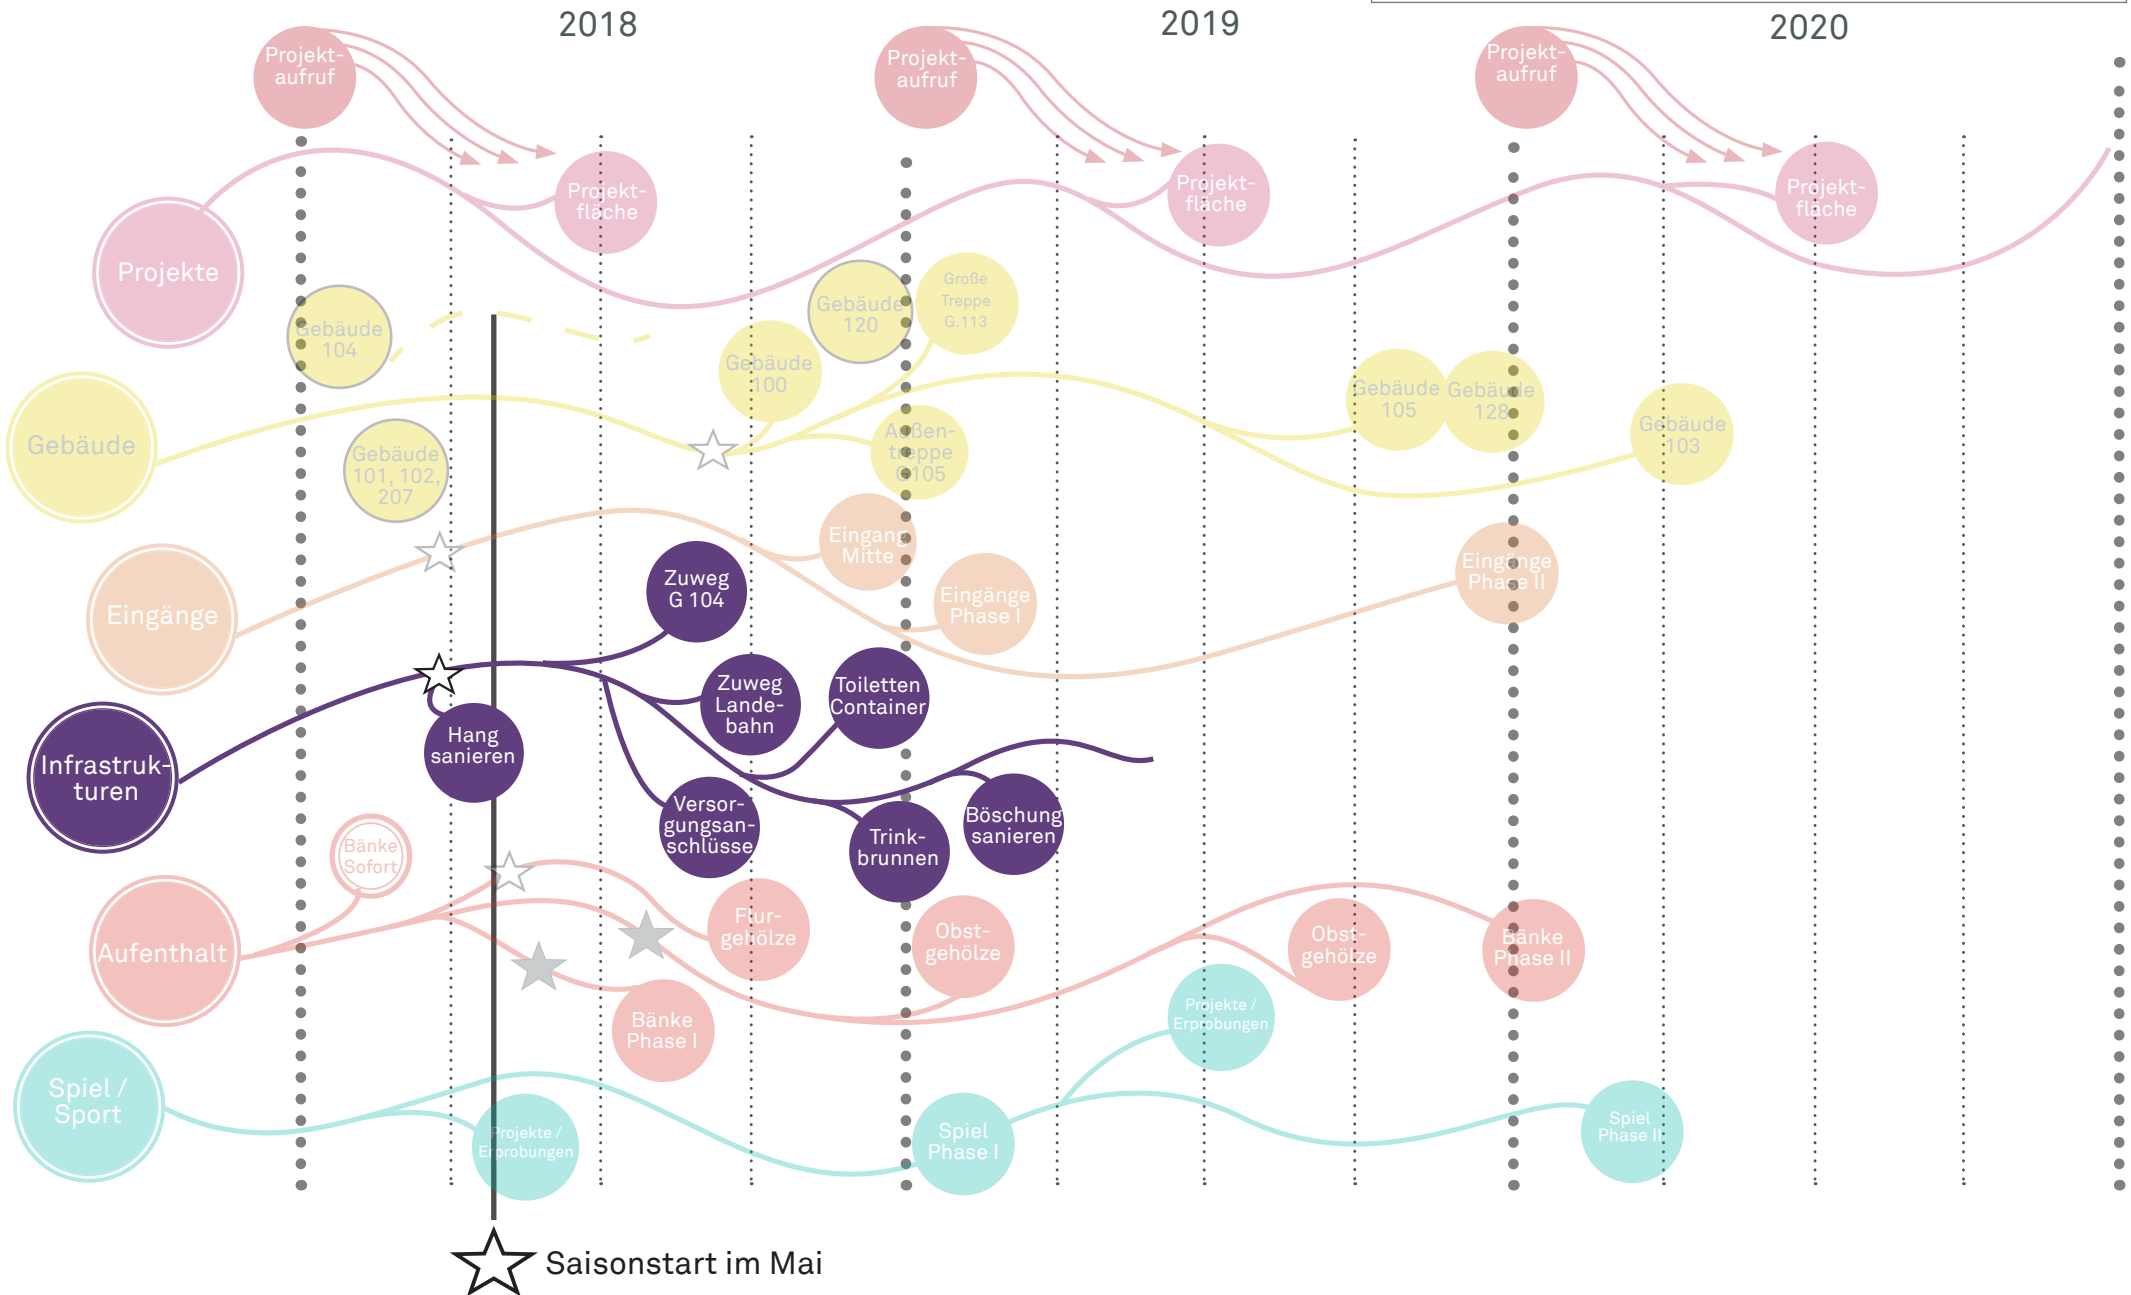 2018
2019
2020
Projekt-
aufruf
Projekt-
aufruf
Projekt-
aufruf
Projekt-
fläche
Projekt-
fläche
Projekt-
fläche
Projekte
Gebäude
104
Gebäude
120
Große
Treppe
G.113
Gebäude
100
Gebäude
105
Gebäude
128
Gebäude
103
Gebäude
Gebäude
101, 102,
207
Außen-
treppe
G105
Eingänge
Eingang
Mitte
Eingänge
Phase I
Eingänge
Phase II
Zuweg
G 104
Infrastruk-
turen
Hang
sanieren
Zuweg
Lande-
bahn
Toiletten
Container
Versor-
gungsan-
schlüsse
Trink-
brunnen
Böschung
sanieren
Bänke
Sofort
Aufenthalt
Flur-
gehölze
Obst-
gehölze
Obst-
gehölze
Bänke
Phase II
Bänke
Phase I
Projekte /
Erprobungen
Spiel /
Sport
Projekte /
Erprobungen
Spiel
Phase I
Spiel
Phase II
Saisonstart im Mai